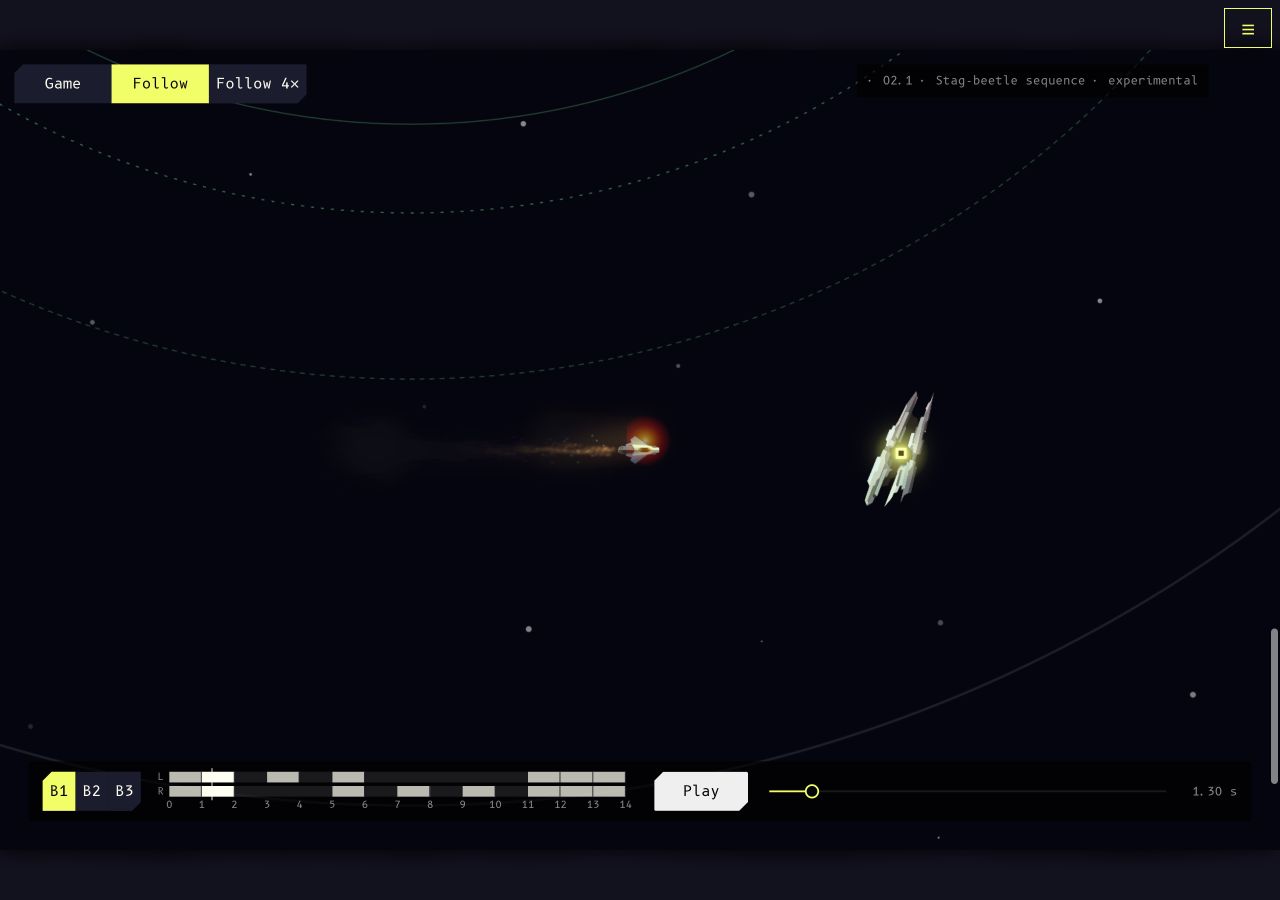 ≡
Game Follow Follow 4×
· O2.1 · Stag-beetle sequence · experimental
B1 B2 B3
L
R
0 1 2 3 4 5 6 7 8 9 10 11 12 13 14
Play
1.30 s